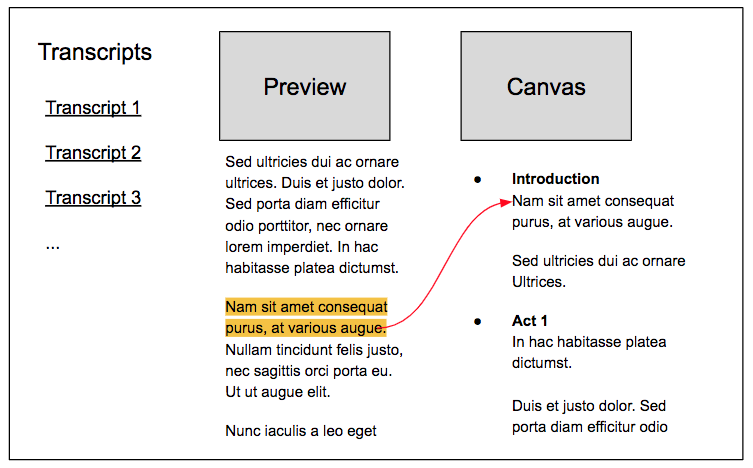 Transcripts
Transcript 1
Transcript 2
Transcript 3
...
Preview
Sed ultricies dui ac ornare
ultrices. Duis et justo dolor.
Sed porta diam efficitur
odio porttitor, nec ornare
lorem imperdiet. In hac
habitasse platea dictumst.
Nam sit amet consequat
purus, at various augue.
Nullam tincidunt felis justo,
nec sagittis orci porta eu.
Ut ut augue elit.
Nunc iaculis a leo eget
Canvas
● Introduction
Nam sit amet consequat
purus, at various augue.
Sed ultricies dui ac ornare
Ultrices.
● Act 1
In hac habitasse platea
dictumst.
Duis et justo dolor. Sed
porta diam efficitur odio